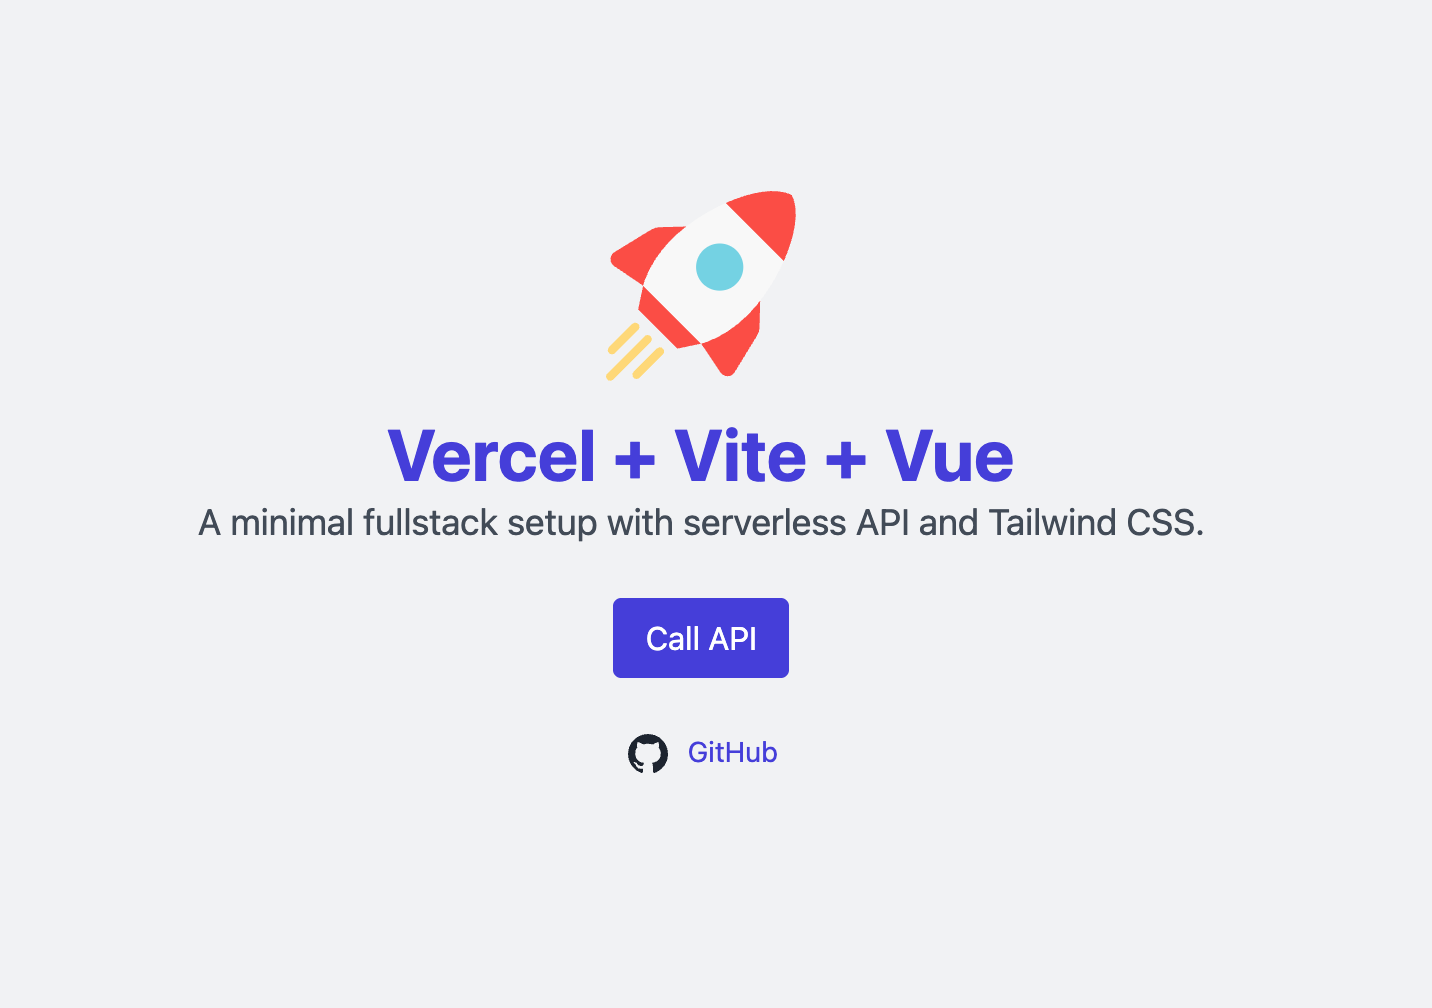 Vercel + Vite + Vue
A minimal fullstack setup with serverless API and Tailwind CSS.
Call API
GitHub